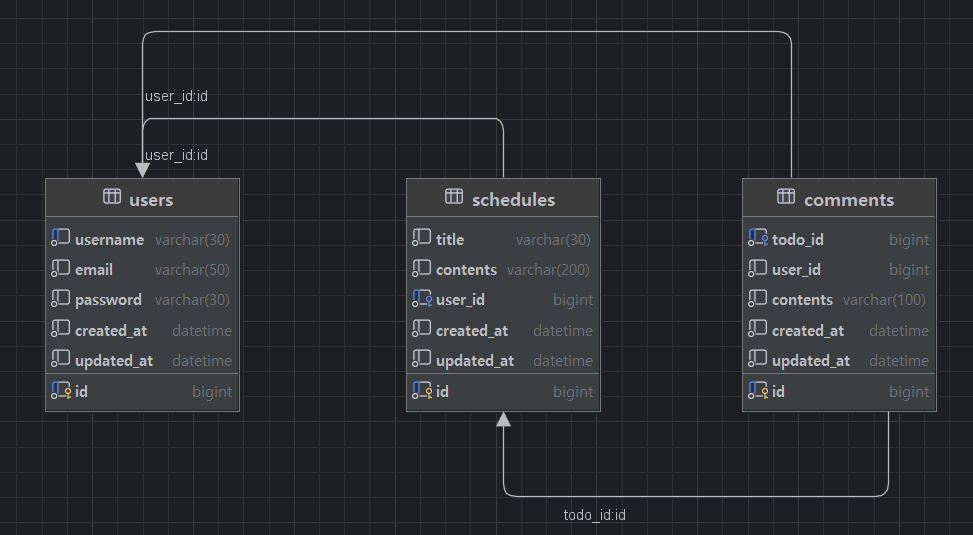 user_id:id
user_id:id
users
username varchar(30)
email varchar(50)
password varchar(30)
created_at datetime
updated_at datetime
id bigint
schedules
title varchar(30)
contents varchar(200)
user_id bigint
created_at datetime
updated_at datetime
id bigint
comments
todo_id bigint
user_id bigint
contents varchar(100)
created_at datetime
updated_at datetime
id bigint
todo_id:id